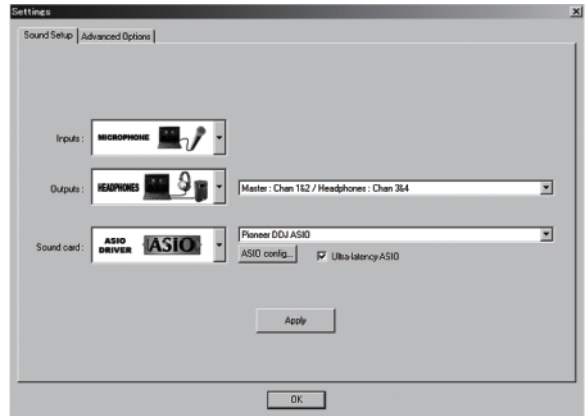 Settings
Sound Setup
Advanced Options
Inputs :
MICROPHONE
Outputs :
HEADPHONES
Master : Chan 1&2 / Headphones : Chan 3&4
Sound card :
ASIO DRIVER
ASIO
Pioneer DDJ ASIO
ASIO config...
Ultra-latency ASIO
Apply
OK